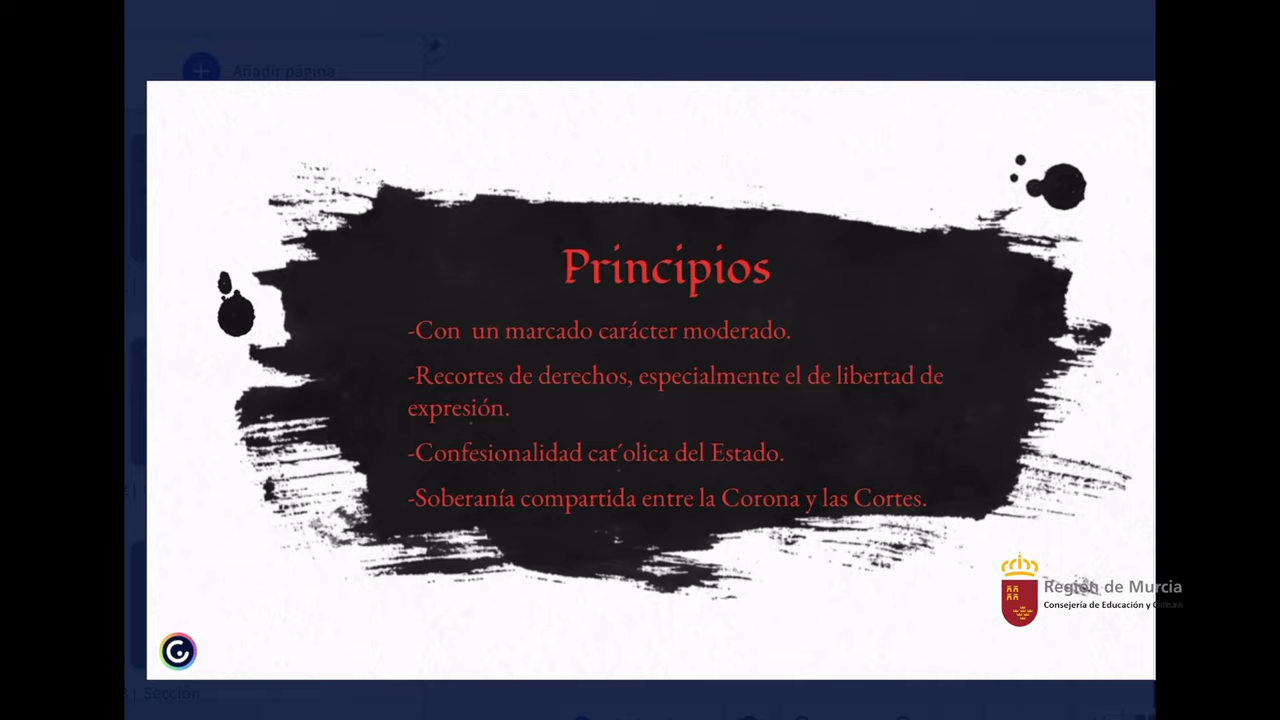 Añadir página
Principios
-Con un marcado carácter moderado.
-Recortes de derechos, especialmente el de libertad de
expresión.
-Confesionalidad cat´olica del Estado.
-Soberanía compartida entre la Corona y las Cortes.
Región de Murcia
Consejería de Educación y Cultura
Sección